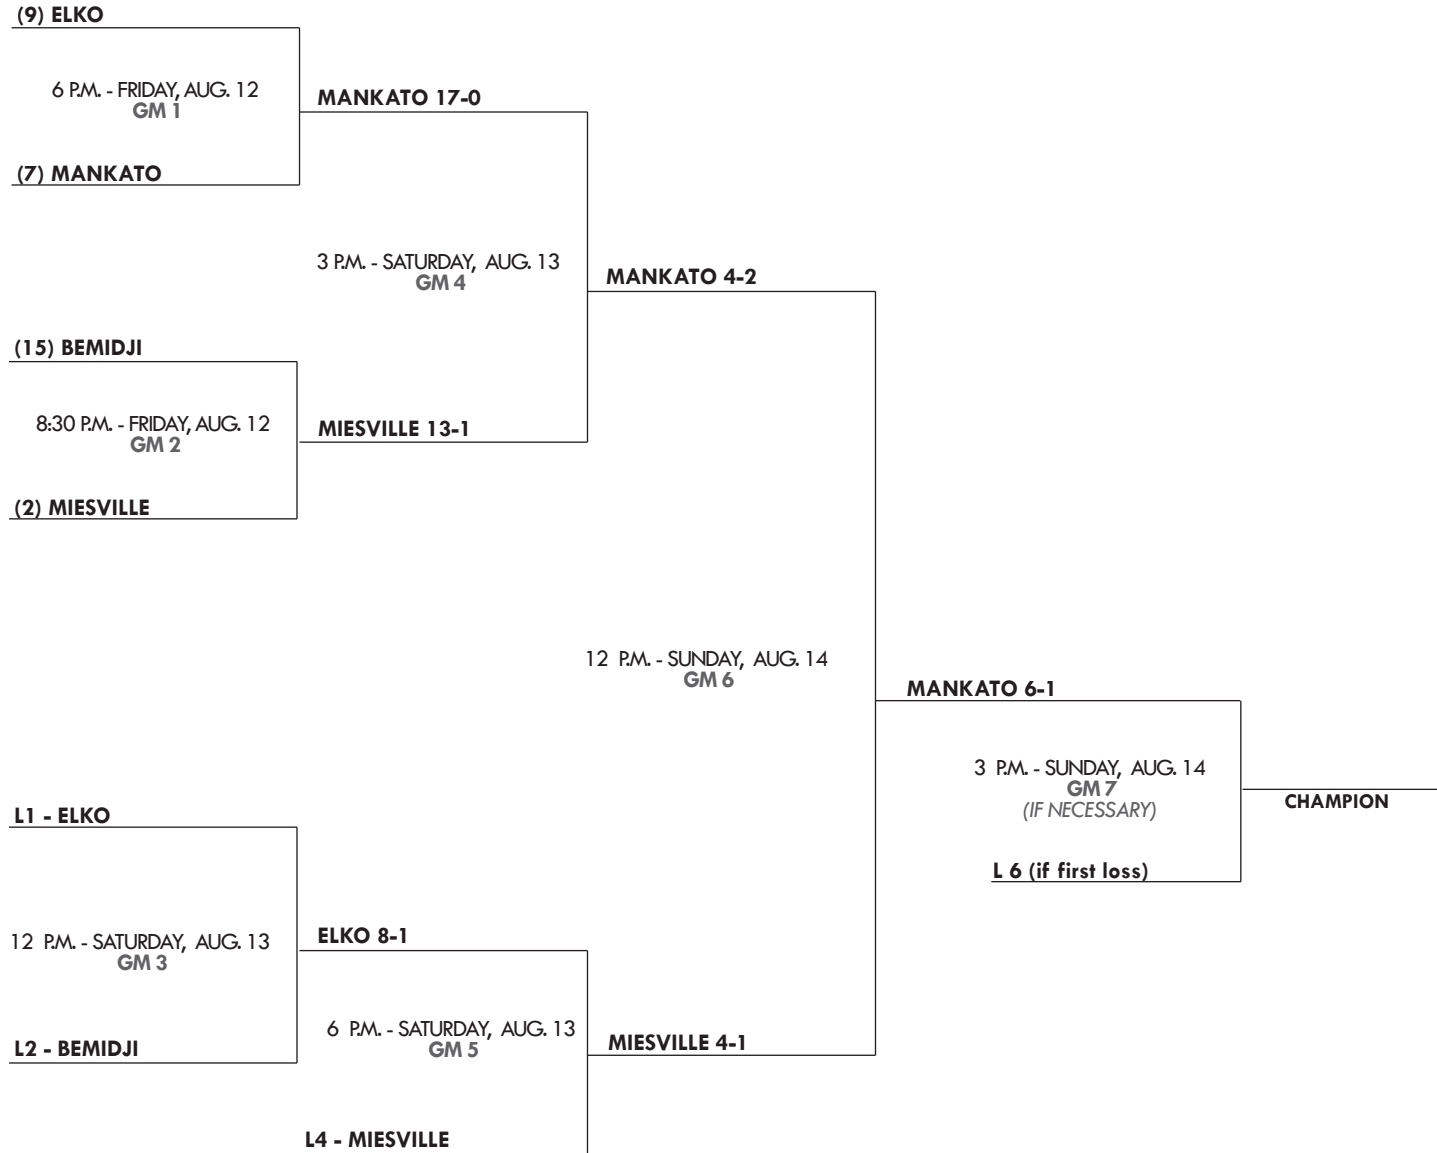 (9) ELKO
6 P.M. - FRIDAY, AUG. 12
GM 1
MANKATO 17-0
(7) MANKATO
3 P.M. - SATURDAY, AUG. 13
GM 4
MANKATO 4-2
(15) BEMIDJI
8:30 P.M. - FRIDAY, AUG. 12
GM 2
MIESVILLE 13-1
(2) MIESVILLE
12 P.M. - SUNDAY, AUG. 14
GM 6
MANKATO 6-1
3 P.M. - SUNDAY, AUG. 14
GM 7
(IF NECESSARY)
CHAMPION
L 6 (if first loss)
L1 - ELKO
12 P.M. - SATURDAY, AUG. 13
GM 3
ELKO 8-1
L2 - BEMIDJI
6 P.M. - SATURDAY, AUG. 13
GM 5
MIESVILLE 4-1
L4 - MIESVILLE